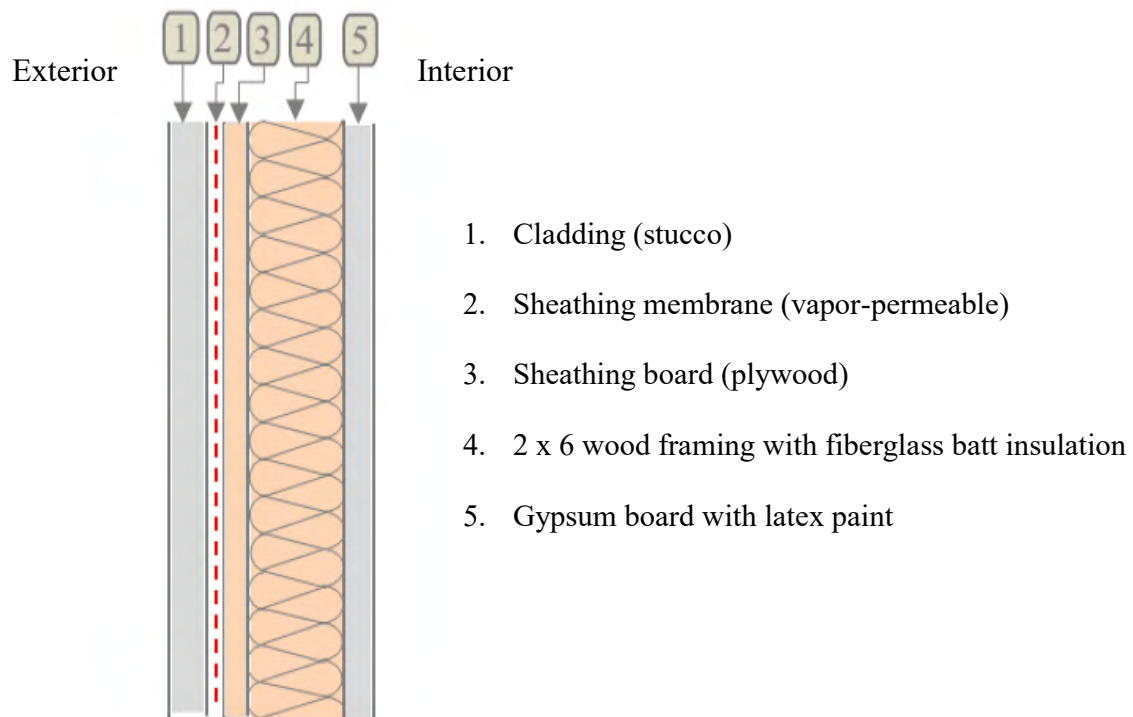 1 2 3 4 5
Exterior Interior
1. Cladding (stucco)
2. Sheathing membrane (vapor-permeable)
3. Sheathing board (plywood)
4. 2 x 6 wood framing with fiberglass batt insulation
5. Gypsum board with latex paint